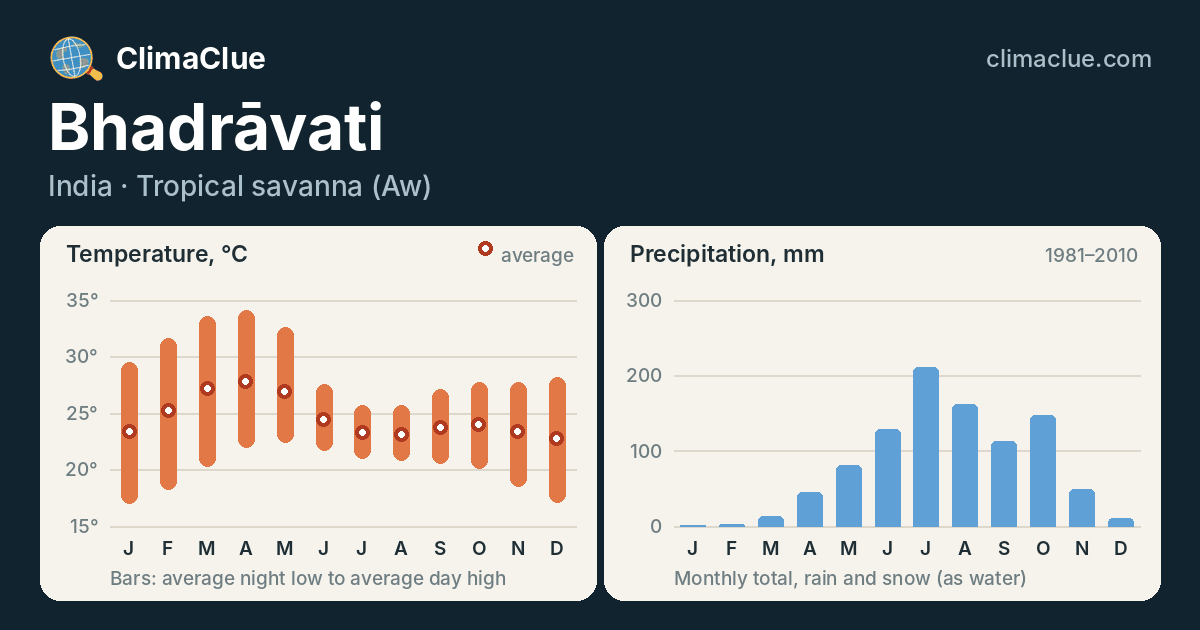 ClimaClue
climaclue.com
Bhadrāvati
India · Tropical savanna (Aw)
Temperature, °C
average
35°
30°
25°
20°
15°
J F M A M J J A S O N D
Bars: average night low to average day high
Precipitation, mm
1981–2010
300
200
100
0
J F M A M J J A S O N D
Monthly total, rain and snow (as water)